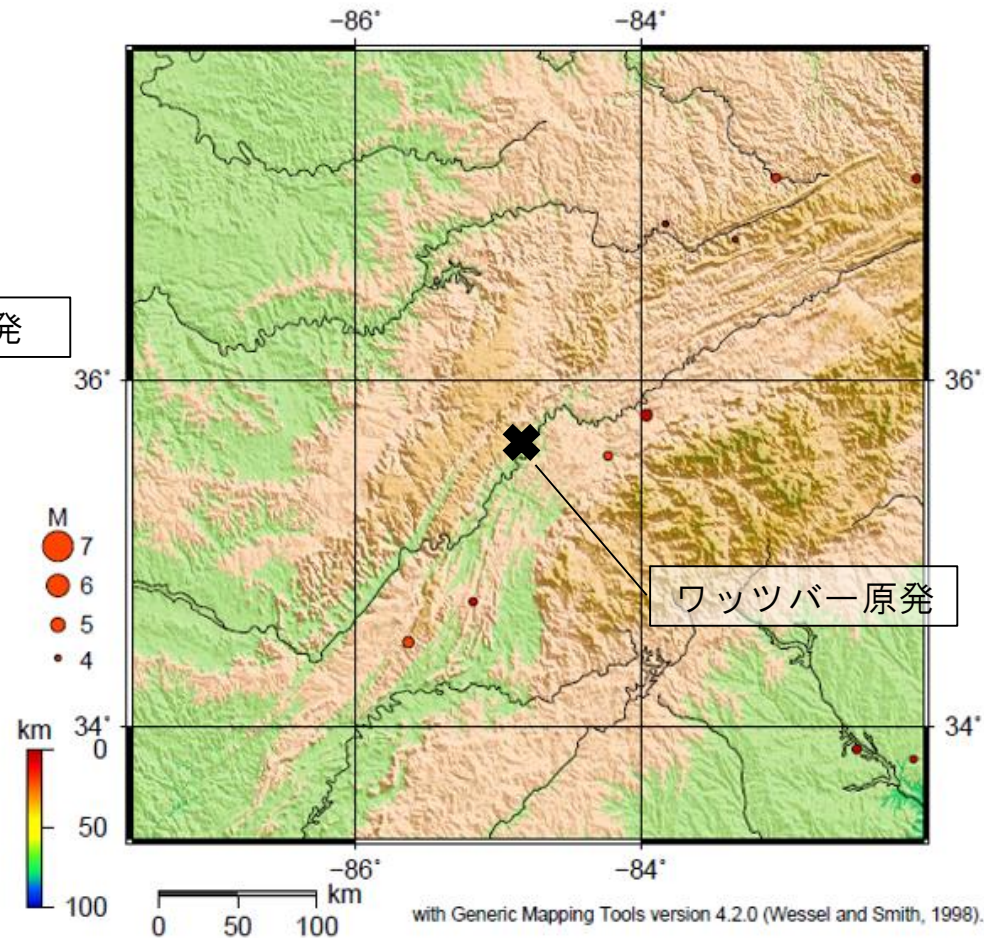 -86° -84°
発
36° 36°
M
7
6
5
4
ワッツバー原発
34° 34°
km
0
50
100
-86° -84°
km
0 50 100
with Generic Mapping Tools version 4.2.0 (Wessel and Smith, 1998).